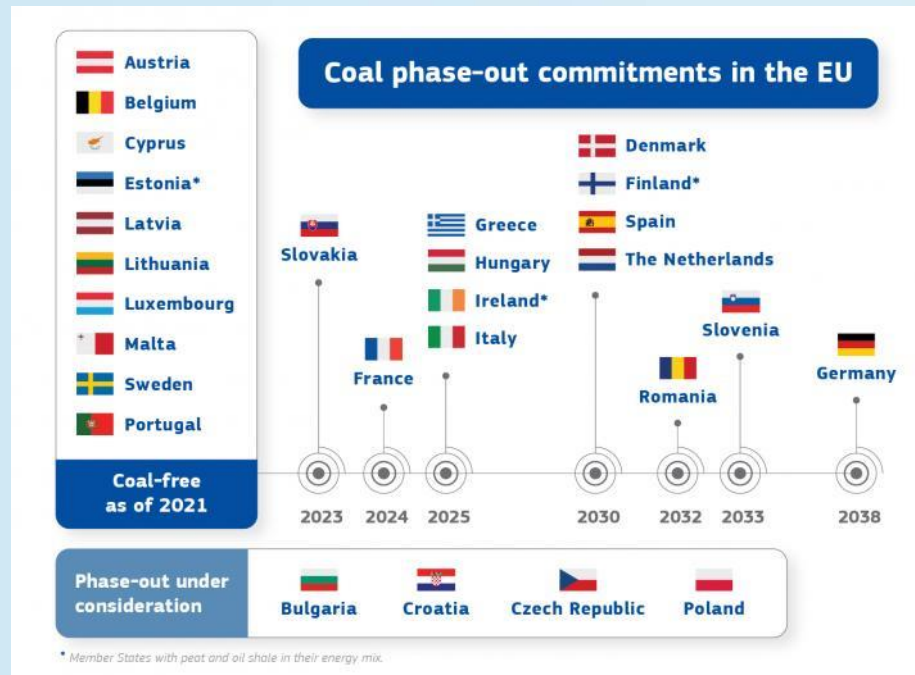 Coal phase-out commitments in the EU
Austria
Belgium
Cyprus
Estonia*
Latvia
Lithuania
Luxembourg
Malta
Sweden
Portugal
Coal-free
as of 2021
Slovakia
France
Greece
Hungary
Ireland*
Italy
Denmark
Finland*
Spain
The Netherlands
Romania
Slovenia
Germany
2023
2024
2025
2030
2032
2033
2038
Phase-out under
consideration
Bulgaria
Croatia
Czech Republic
Poland
* Member States with peat and oil shale in their energy mix.